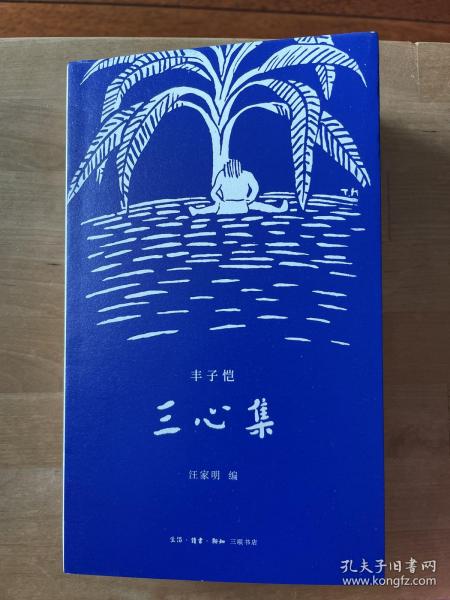 T.K
丰子恺
三心集
汪家明 编
生活·讀書·新知 三联书店
孔夫子旧书网
www.kongfz.com